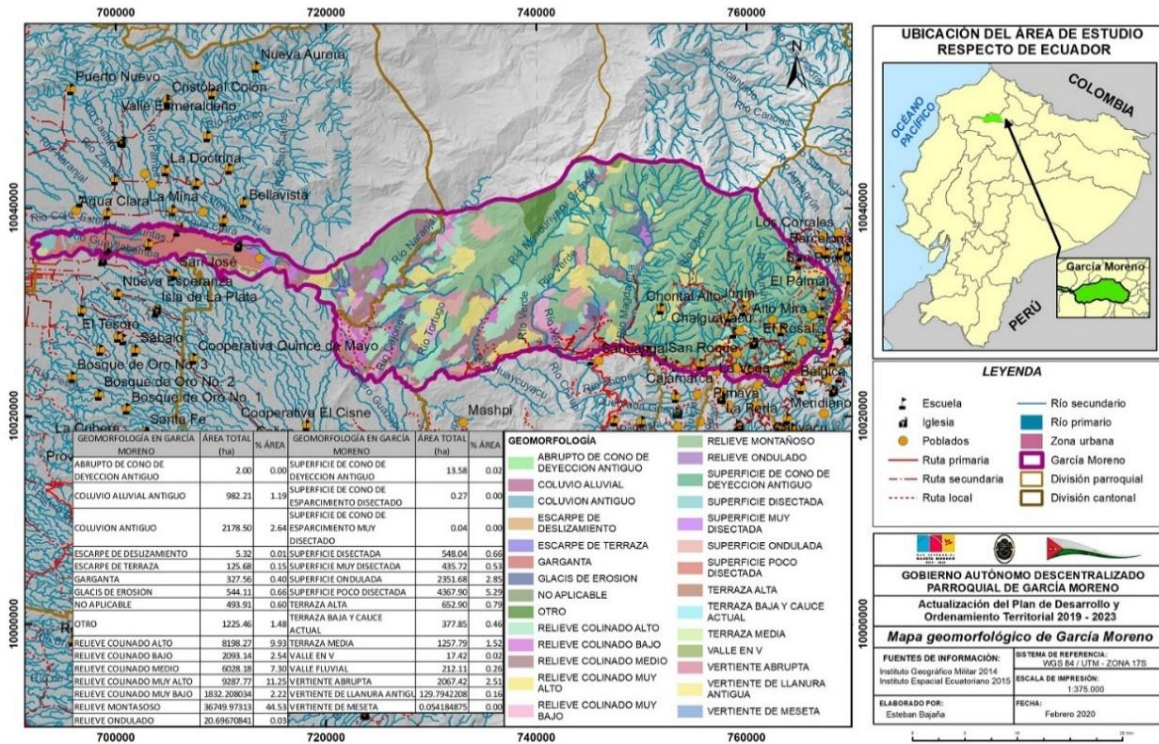 700000
720000
740000
760000
10040000
10020000
10000000
Nueva Aurora
Puerto Nuevo
Cristóbal Colón
Valle Esmeraldeño
La Doctrina
La Mina
Agua Clara
Bellavista
San José
Nueva Esperanza
Isla de La Plata
El Tesoro
Sábalo
Cooperativa Quince de Mayo
Bosque de Oro No. 3
Bosque de Oro No. 2
Bosque de Oro No. 1
Santa Fe
Cooperativa El Cisne
Mashpi
Río Naranjal
Río Tortugo
Río Verde
Río Magdalena
Los Corrales
Barcelona
San Pedro
El Palmal
Chontal Alto
Junín
Alto Mira
Chalguayacu
El Rosal
Sahuangal
San Roque
La Vega
Cajamarca
Bélgica
Pimaya
La Perla
Meridiano
N
GEOMORFOLOGÍA EN GARCÍA MORENO ÁREA TOTAL (ha) % ÁREA GEOMORFOLOGÍA EN GARCÍA MORENO ÁREA TOTAL (ha) % ÁREA
ABRUPTO DE CONO DE DEYECCION ANTIGUO 2.00 0.00 SUPERFICIE DE CONO DE DEYECCION ANTIGUO 13.58 0.02
COLUVIO ALUVIAL ANTIGUO 982.21 1.19 SUPERFICIE DE CONO DE ESPARCIMIENTO DISECTADO 0.27 0.00
COLUVION ANTIGUO 2178.50 2.64 SUPERFICIE DE CONO DE ESPARCIMIENTO MUY DISECTADO 0.04 0.00
ESCARPE DE DESLIZAMIENTO 5.32 0.01 SUPERFICIE DISECTADA 548.04 0.66
ESCARPE DE TERRAZA 125.68 0.15 SUPERFICIE MUY DISECTADA 435.72 0.53
GARGANTA 327.56 0.40 SUPERFICIE ONDULADA 2351.68 2.85
GLACIS DE EROSION 544.11 0.66 SUPERFICIE POCO DISECTADA 4367.90 5.29
NO APLICABLE 493.91 0.60 TERRAZA ALTA 652.90 0.79
OTRO 1225.46 1.48 TERRAZA BAJA Y CAUCE ACTUAL 377.85 0.46
RELIEVE COLINADO ALTO 8198.27 9.93 TERRAZA MEDIA 1257.79 1.52
RELIEVE COLINADO BAJO 2093.14 2.54 VALLE EN V 17.42 0.02
RELIEVE COLINADO MEDIO 6028.18 7.30 VALLE FLUVIAL 212.11 0.26
RELIEVE COLINADO MUY ALTO 9287.77 11.25 VERTIENTE ABRUPTA 2067.42 2.51
RELIEVE COLINADO MUY BAJO 1832.208034 2.22 VERTIENTE DE LLANURA ANTIGU 129.7942208 0.16
RELIEVE MONTAÑOSO 36749.97313 44.53 VERTIENTE DE MESETA 0.054184875 0.00
RELIEVE ONDULADO 20.69670841 0.03
GEOMORFOLOGÍA
ABRUPTO DE CONO DE
DEYECCION ANTIGUO
COLUVIO ALUVIAL
COLUVION ANTIGUO
ESCARPE DE
DESLIZAMIENTO
ESCARPE DE TERRAZA
GARGANTA
GLACIS DE EROSION
NO APLICABLE
OTRO
RELIEVE COLINADO ALTO
RELIEVE COLINADO BAJO
RELIEVE COLINADO MEDIO
RELIEVE COLINADO MUY
ALTO
RELIEVE COLINADO MUY
BAJO
RELIEVE MONTAÑOSO
RELIEVE ONDULADO
SUPERFICIE DE CONO DE
DEYECCION ANTIGUO
SUPERFICIE DISECTADA
SUPERFICIE MUY
DISECTADA
SUPERFICIE ONDULADA
SUPERFICIE POCO
DISECTADA
TERRAZA ALTA
TERRAZA BAJA Y CAUCE
ACTUAL
TERRAZA MEDIA
VALLE EN V
VERTIENTE ABRUPTA
VERTIENTE DE LLANURA
ANTIGUA
VERTIENTE DE MESETA
700000
720000
740000
760000
UBICACIÓN DEL ÁREA DE ESTUDIO
RESPECTO DE ECUADOR
COLOMBIA
OCÉANO
PACÍFICO
PERÚ
García Moreno
LEYENDA
Escuela
Iglesia
Poblados
Ruta primaria
Ruta secundaria
Ruta local
Río secundario
Río primario
Zona urbana
García Moreno
División parroquial
División cantonal
GARCÍA MORENO
GOBIERNO AUTÓNOMO DESCENTRALIZADO
PARROQUIAL DE GARCÍA MORENO
Actualización del Plan de Desarrollo y
Ordenamiento Territorial 2019 - 2023
Mapa geomorfológico de García Moreno
FUENTES DE INFORMACIÓN:
Instituto Geográfico Militar 2014
Instituto Espacial Ecuatoriano 2015
SISTEMA DE REFERENCIA:
WGS 84 / UTM - ZONA 17S
ESCALA DE IMPRESIÓN:
1:375.000
ELABORADO POR:
Esteban Bajaña
FECHA:
Febrero 2020